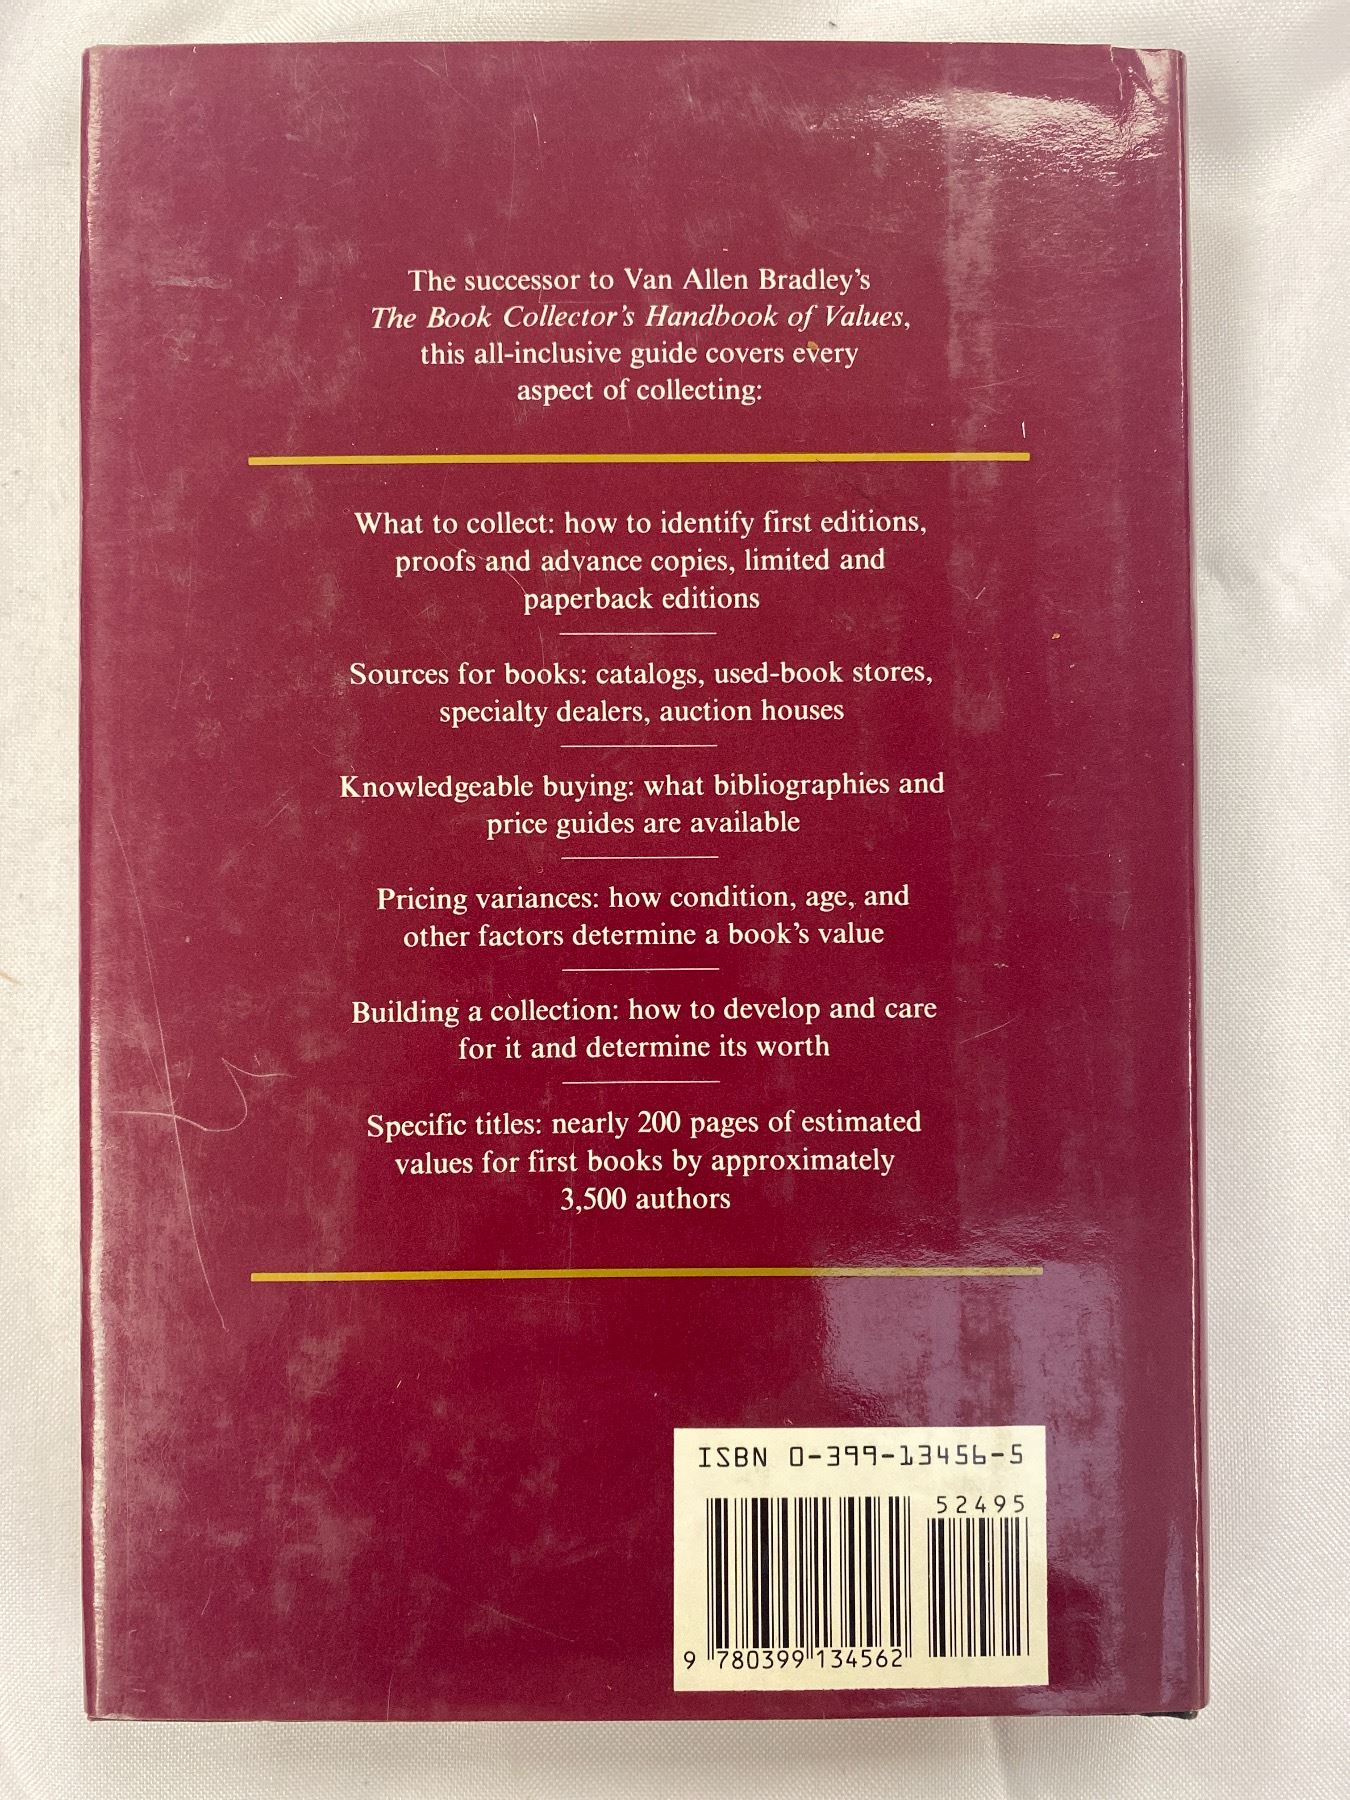 The successor to Van Allen Bradley's
The Book Collector's Handbook of Values,
this all-inclusive guide covers every
aspect of collecting:
What to collect: how to identify first editions,
proofs and advance copies, limited and
paperback editions
Sources for books: catalogs, used-book stores,
specialty dealers, auction houses
Knowledgeable buying: what bibliographies and
price guides are available
Pricing variances: how condition, age, and
other factors determine a book's value
Building a collection: how to develop and care
for it and determine its worth
Specific titles: nearly 200 pages of estimated
values for first books by approximately
3,500 authors
ISBN 0-399-13456-5
52495
9 780399 134562